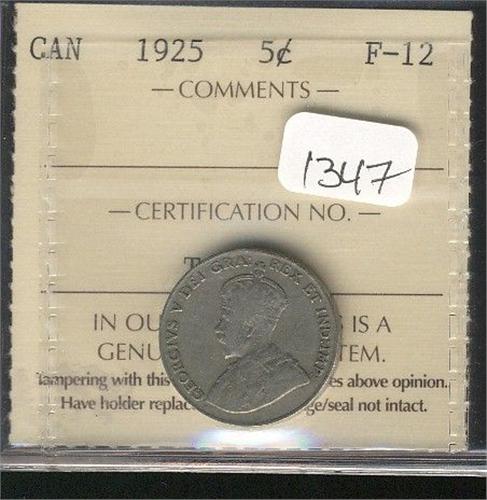 CAN 1925 5¢ F-12
— COMMENTS —
1347
— CERTIFICATION NO. —
GEORGIVS V DEI GRA: REX ET IND:IMP:
IN OU IS A
GENU TEM.
Tampering with this es above opinion.
Have holder replac ge/seal not intact.